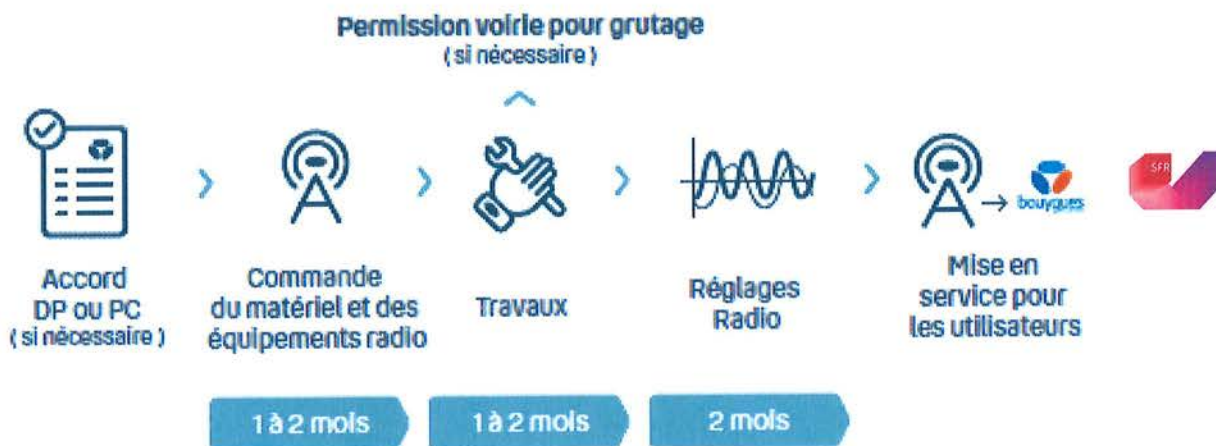 Permission voirie pour grutage
( si nécessaire )
Accord
DP ou PC
( si nécessaire )
Commande
du matériel et des
équipements radio
Travaux
Réglages
Radio
bouygues
SFR
Mise en
service pour
les utilisateurs
1 à 2 mois
1 à 2 mois
2 mois